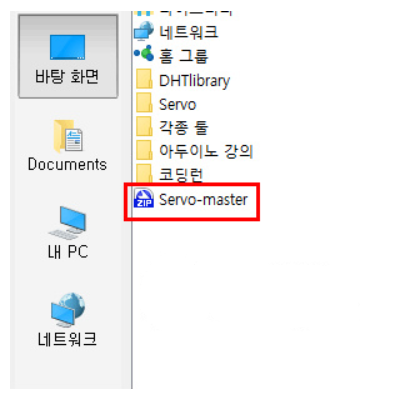 바탕 화면
Documents
내 PC
네트워크
네트워크
홈 그룹
DHTlibrary
Servo
각종 툴
아두이노 강의
코딩런
ZIP Servo-master